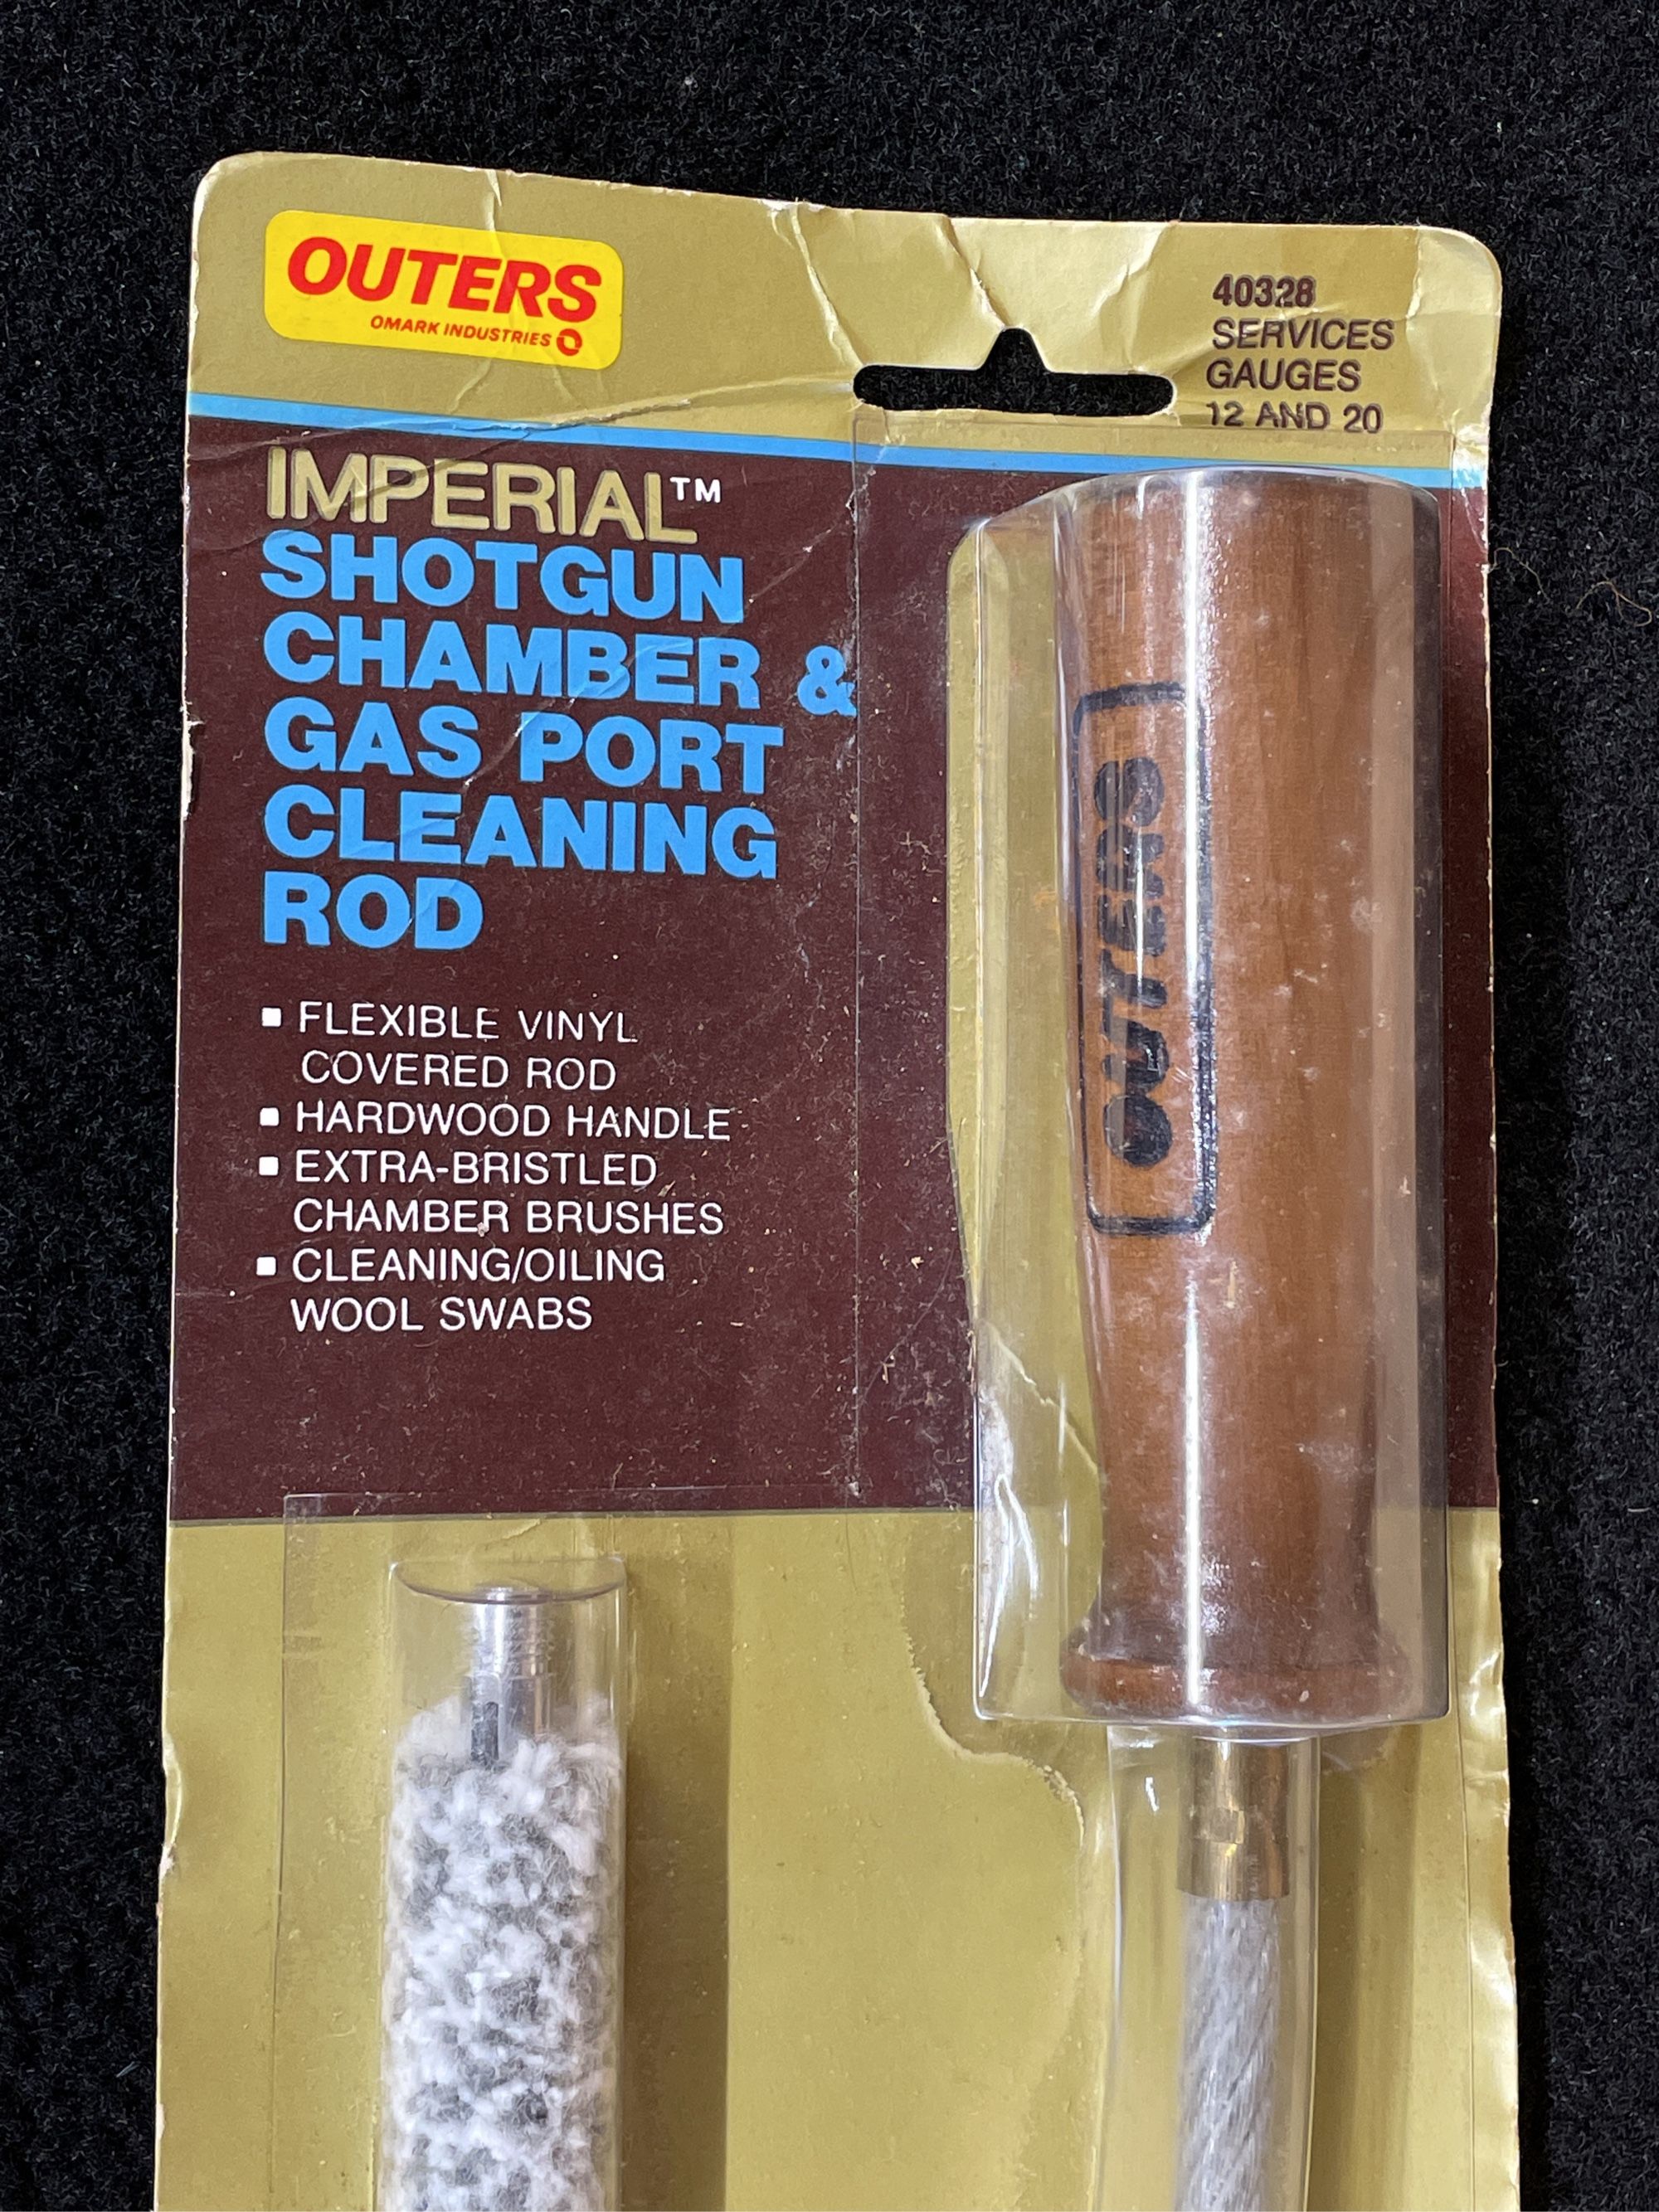 OUTERS
OMARK INDUSTRIES
40328
SERVICES
GAUGES
12 AND 20
IMPERIAL™
SHOTGUN
CHAMBER &
GAS PORT
CLEANING
ROD
▪ FLEXIBLE VINYL
COVERED ROD
▪ HARDWOOD HANDLE
▪ EXTRA-BRISTLED
CHAMBER BRUSHES
▪ CLEANING/OILING
WOOL SWABS
OUTERS